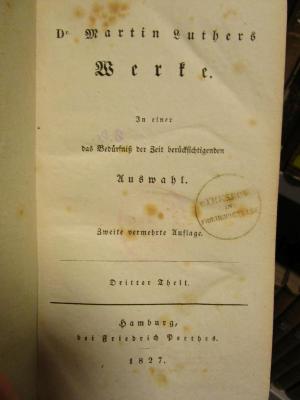 Dr. Martin Luthers
Werke.
In einer
das Bedürfniß der Zeit berücksichtigenden
Auswahl.
Zweite vermehrte Auflage.
Dritter Theil.
Hamburg,
bei Friedrich Perthes.
1827.